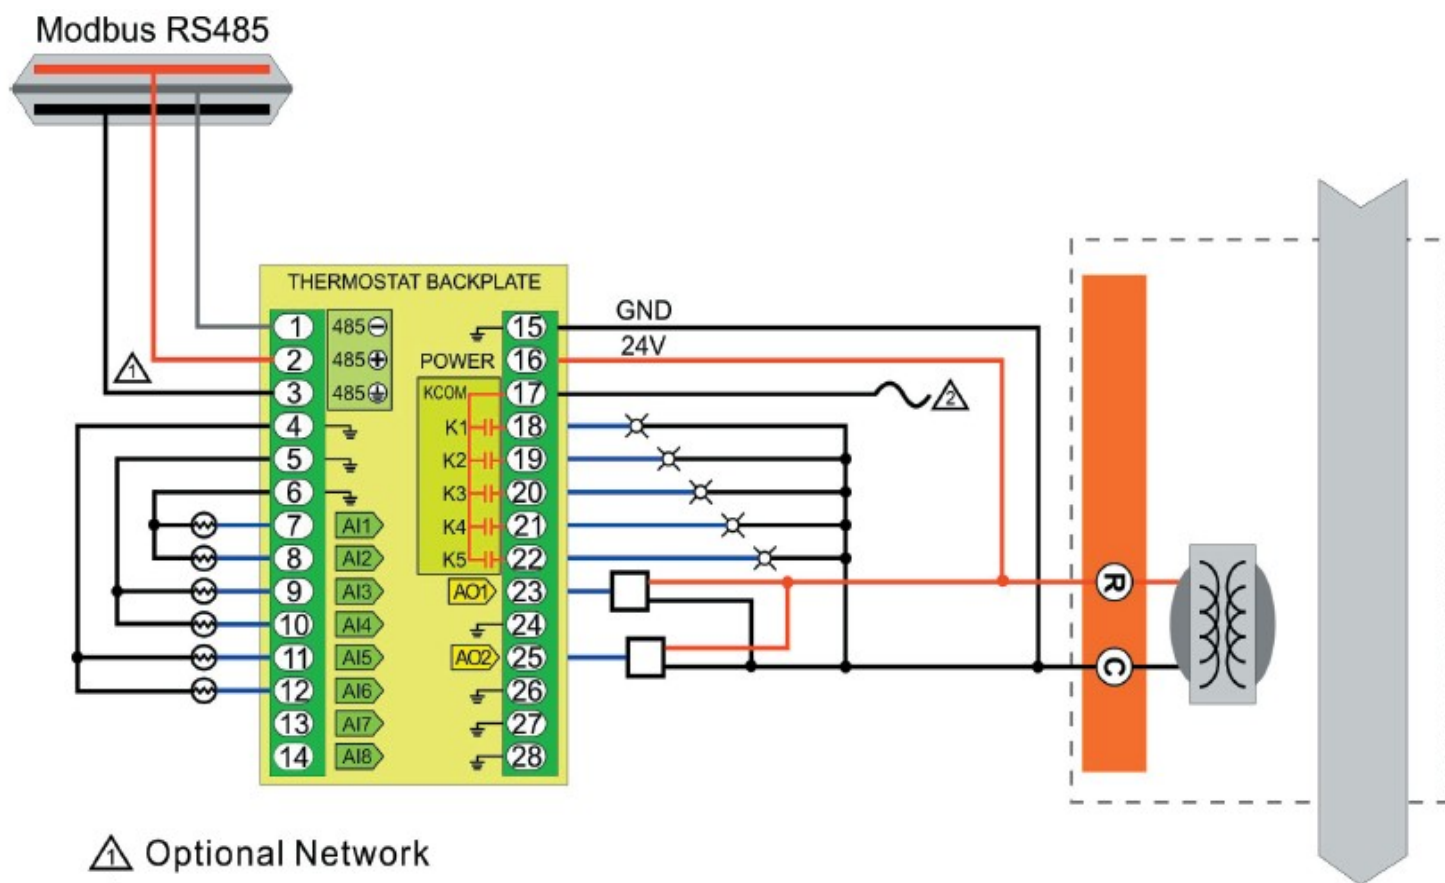 Modbus RS485
THERMOSTAT BACKPLATE
1 485⊖ 15 GND
2 485⊕ POWER 16 24V
1
3 485⏚ KCOM 17 2
4 K1 18
5 K2 19
6 K3 20
7 AI1 K4 21
8 AI2 K5 22
9 AI3 AO1 23 R
10 AI4 24
11 AI5 AO2 25 C
12 AI6 26
13 AI7 27
14 AI8 28
1 Optional Network